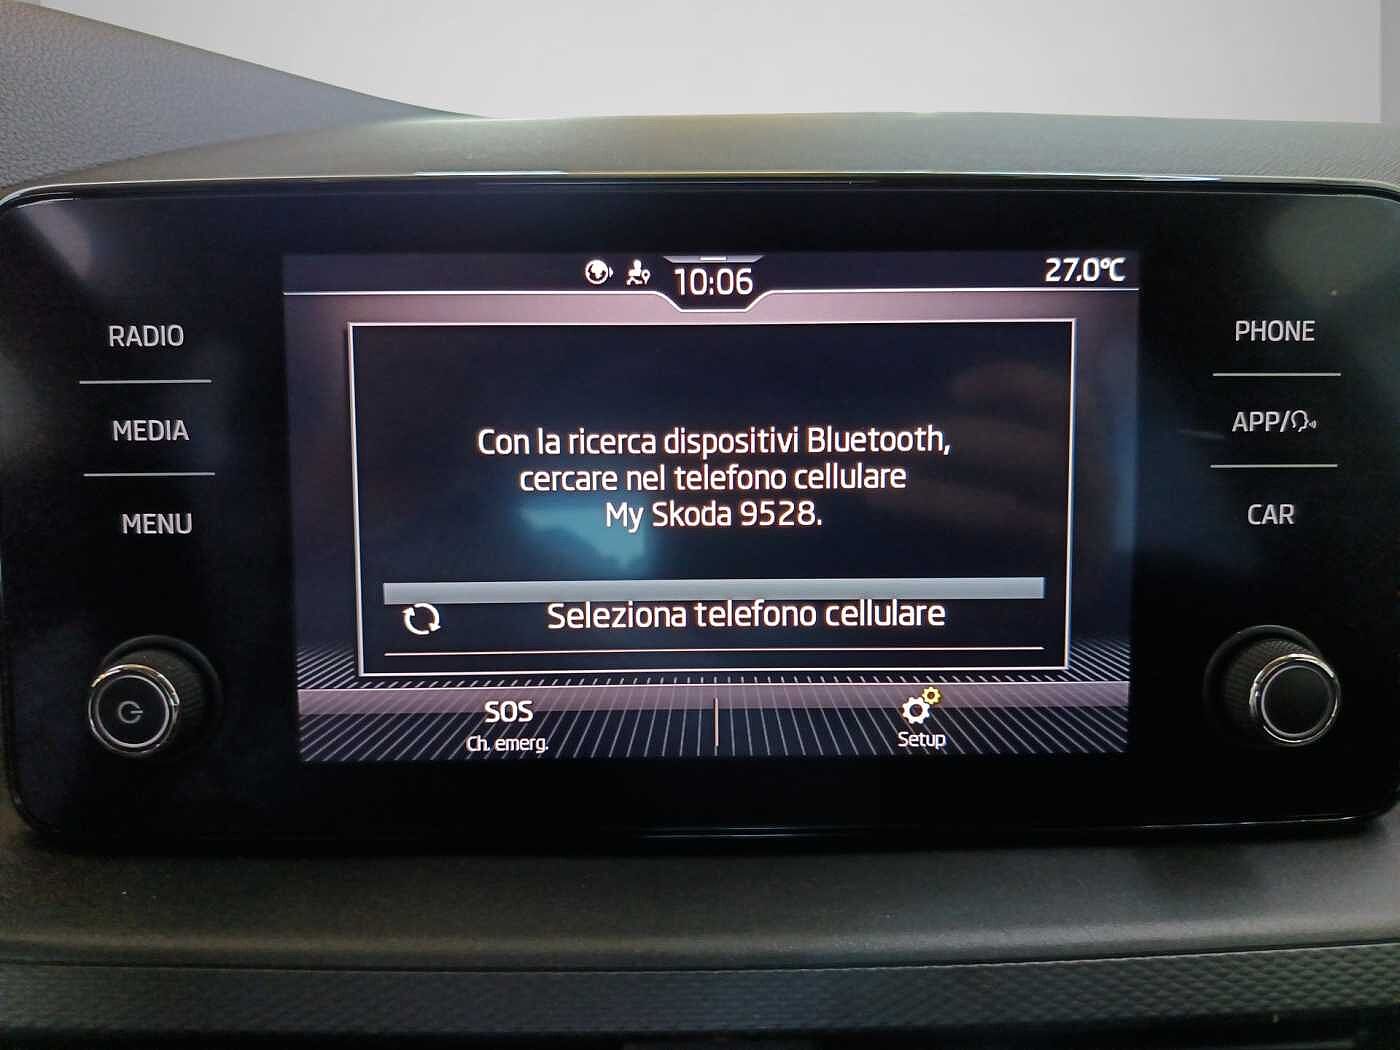 10:06
27.0°C
RADIO
MEDIA
MENU
Con la ricerca dispositivi Bluetooth,
cercare nel telefono cellulare
My Skoda 9528.
Seleziona telefono cellulare
SOS
Ch. emerg.
Setup
PHONE
APP/
CAR